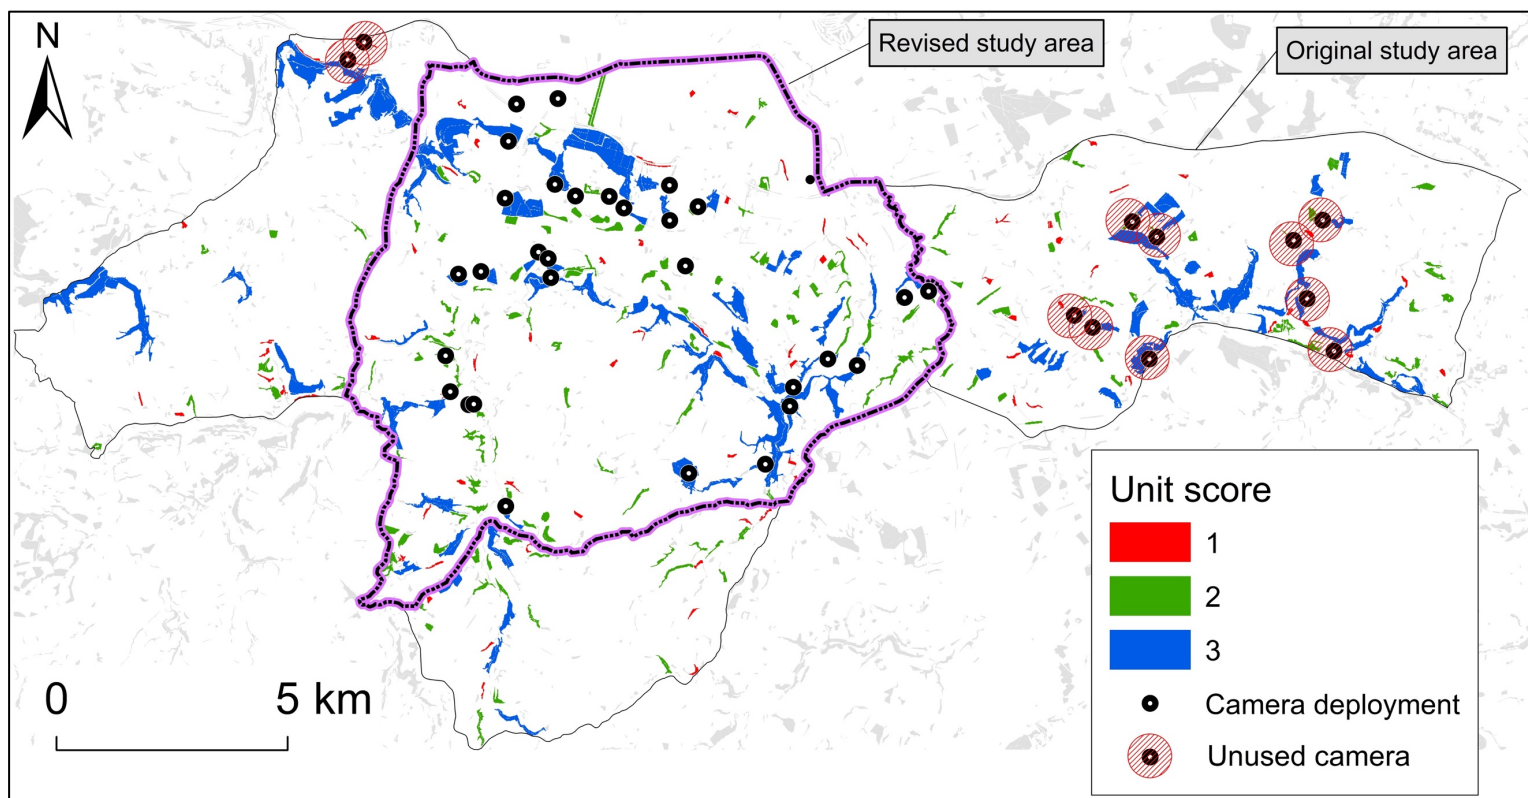 N
Revised study area
Original study area
Unit score
1
2
3
Camera deployment
Unused camera
0 5 km